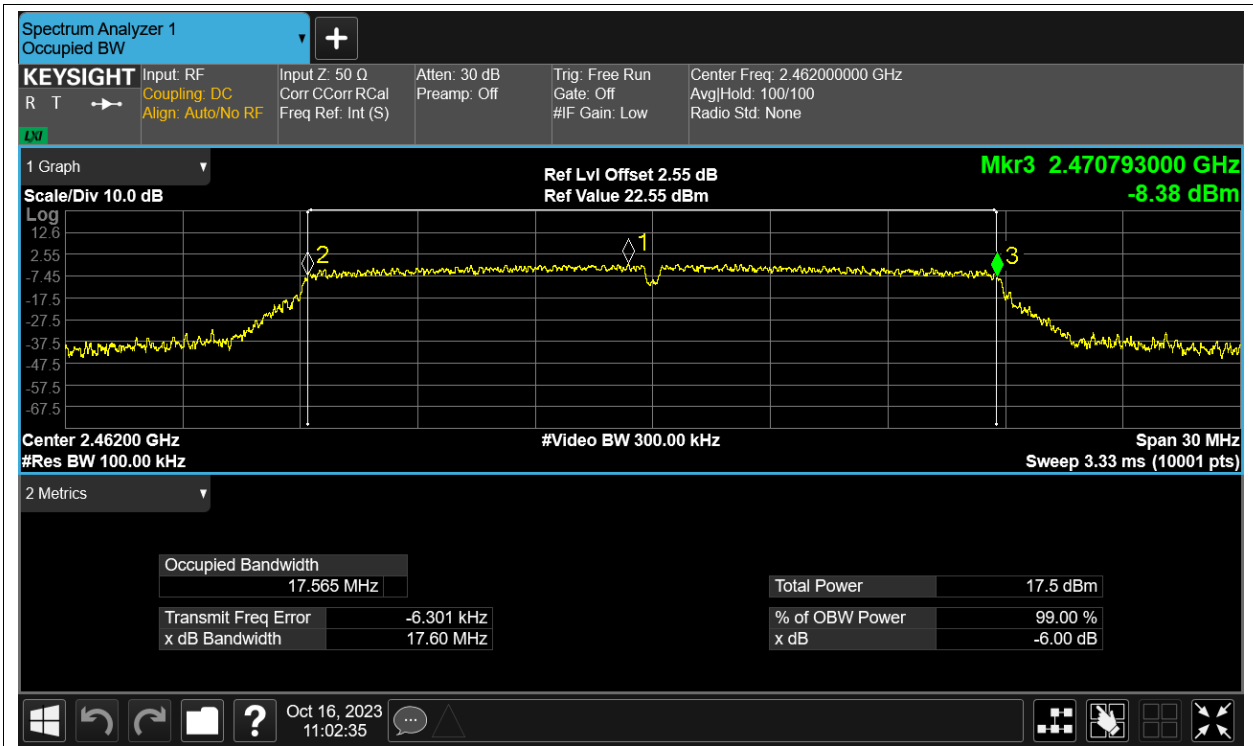 Spectrum Analyzer 1
Occupied BW
KEYSIGHT
R T
LXI
Input: RF
Coupling: DC
Align: Auto/No RF
Input Z: 50 Ω
Corr CCorr RCal
Freq Ref: Int (S)
Atten: 30 dB
Preamp: Off
Trig: Free Run
Gate: Off
#IF Gain: Low
Center Freq: 2.462000000 GHz
Avg|Hold: 100/100
Radio Std: None
1 Graph
Scale/Div 10.0 dB
Ref Lvl Offset 2.55 dB
Ref Value 22.55 dBm
Mkr3 2.470793000 GHz
-8.38 dBm
Log
12.6
2.55
-7.45
-17.5
-27.5
-37.5
-47.5
-57.5
-67.5
2
1
3
Center 2.46200 GHz
#Res BW 100.00 kHz
#Video BW 300.00 kHz
Span 30 MHz
Sweep 3.33 ms (10001 pts)
2 Metrics
Occupied Bandwidth
17.565 MHz
Transmit Freq Error -6.301 kHz
x dB Bandwidth 17.60 MHz
Total Power 17.5 dBm
% of OBW Power 99.00 %
x dB -6.00 dB
?
Oct 16, 2023
11:02:35